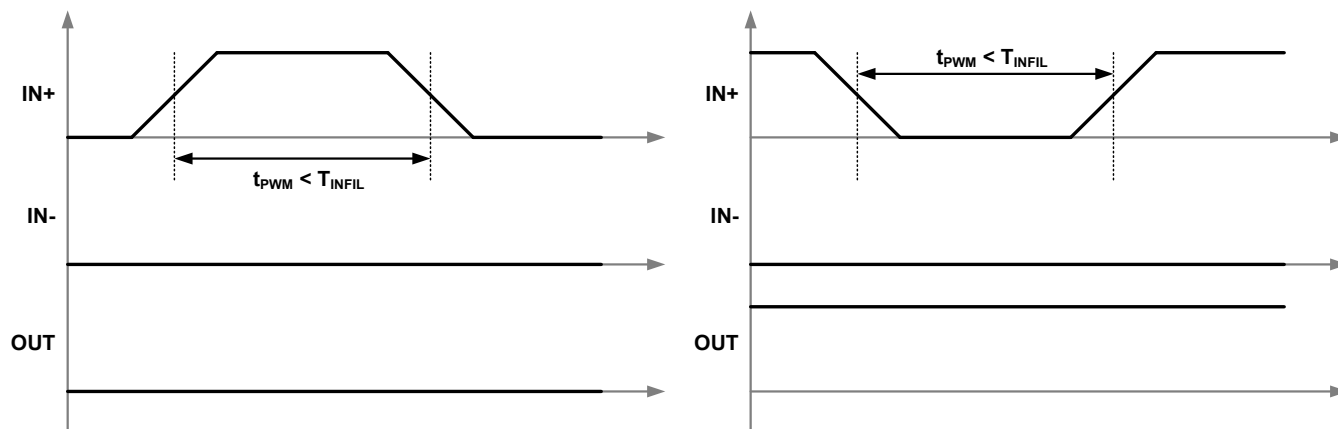 IN+
t_PWM < T_INFIL
IN-
OUT
IN+
t_PWM < T_INFIL
IN-
OUT